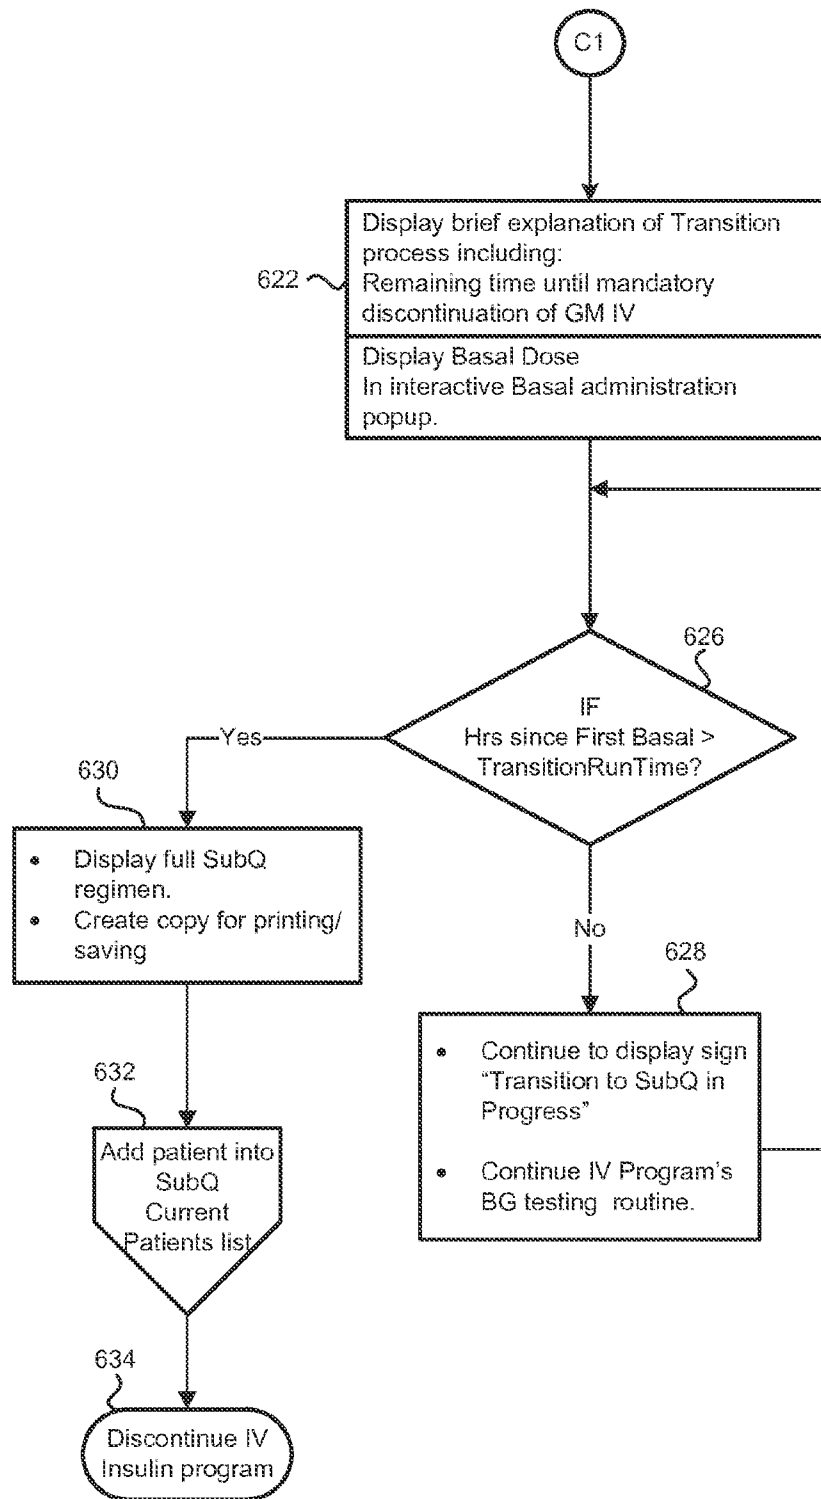 C1
Display brief explanation of Transition
process including:
622
Remaining time until mandatory
discontinuation of GM IV
Display Basal Dose
In interactive Basal administration
popup.
626
IF
Hrs since First Basal >
TransitionRunTime?
Yes
630
• Display full SubQ
regimen.
• Create copy for printing/
saving
No
628
• Continue to display sign
“Transition to SubQ in
Progress”
• Continue IV Program's
BG testing routine.
632
Add patient into
SubQ
Current
Patients list
634
Discontinue IV
Insulin program